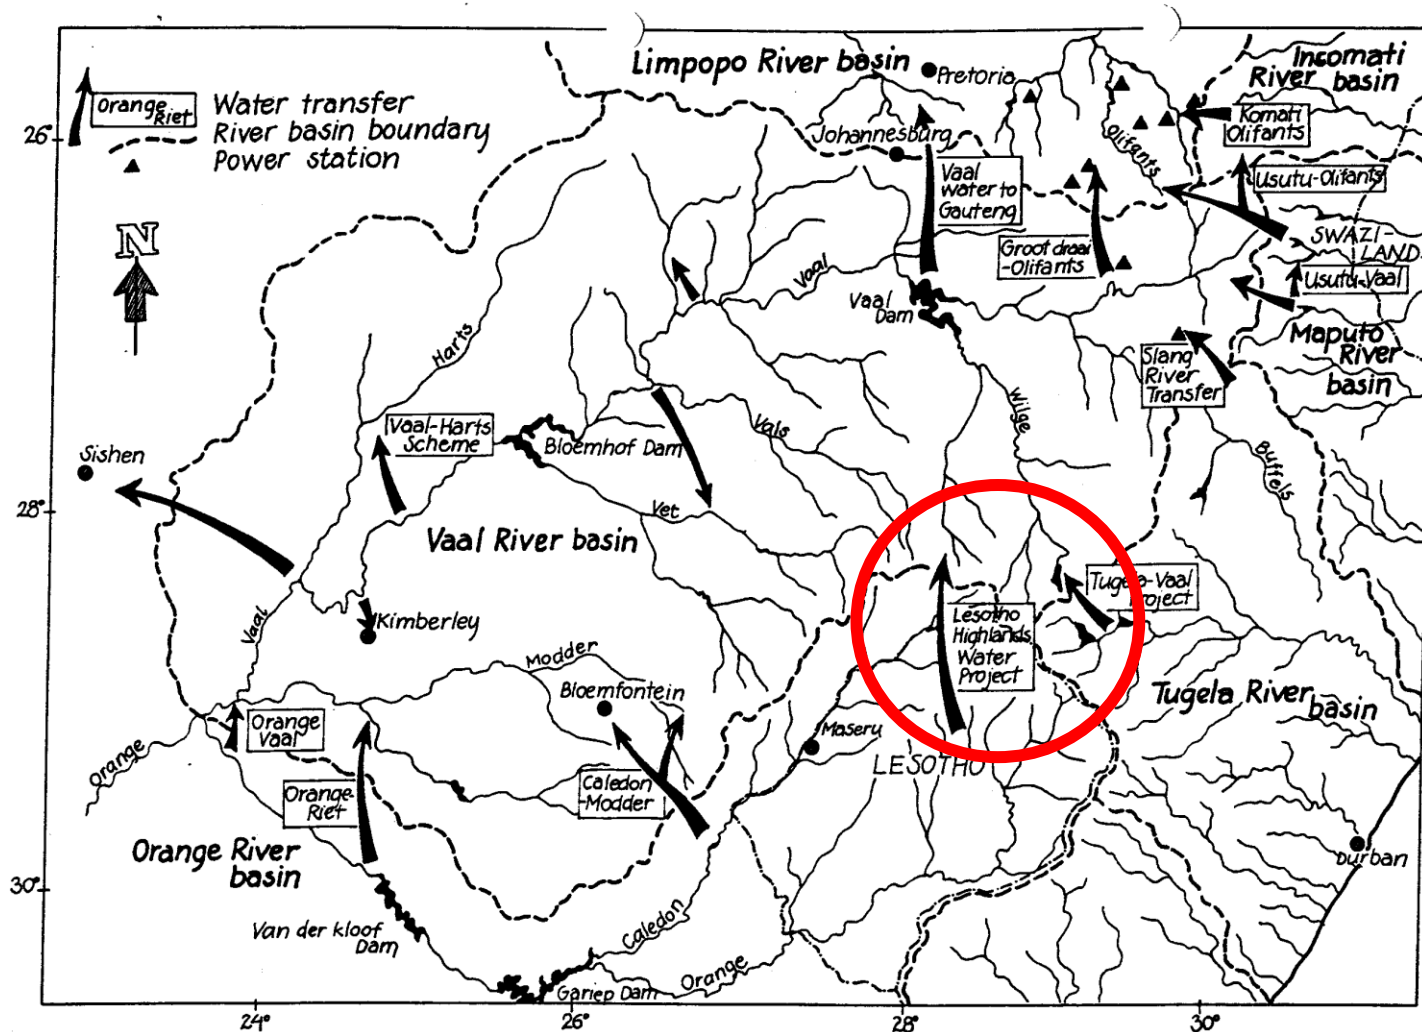 Limpopo River basin
Incomati
River basin
Pretoria
Orange
Riet
Water transfer
River basin boundary
Power station
26°
Johannesburg
Olifants
Komati
Olifants
Vaal
Water to
Gauteng
Usutu-Olifants
N
Groot draai
-Olifants
SWAZI-
LAND
Usutu-Vaal
Vaal
Vaal
Dam
Maputo
River
basin
Harts
Slang
River
Transfer
Wilge
Vaal-Harts
Scheme
Vals
Bloemhof Dam
Sishen
Buffels
28°
Vet
Vaal River basin
Tugela-Vaal
Project
Lesotho
Highlands
Water
Project
Kimberley
Vaal
Modder
Bloemfontein
Tugela River
basin
Orange
Vaal
Maseru
Orange
LESOTHO
Orange-
Riet
Caledon
-Modder
Orange River
basin
Durban
30°
Van der kloof
Dam
Caledon
Orange
Gariep Dam
24°
26°
28°
30°